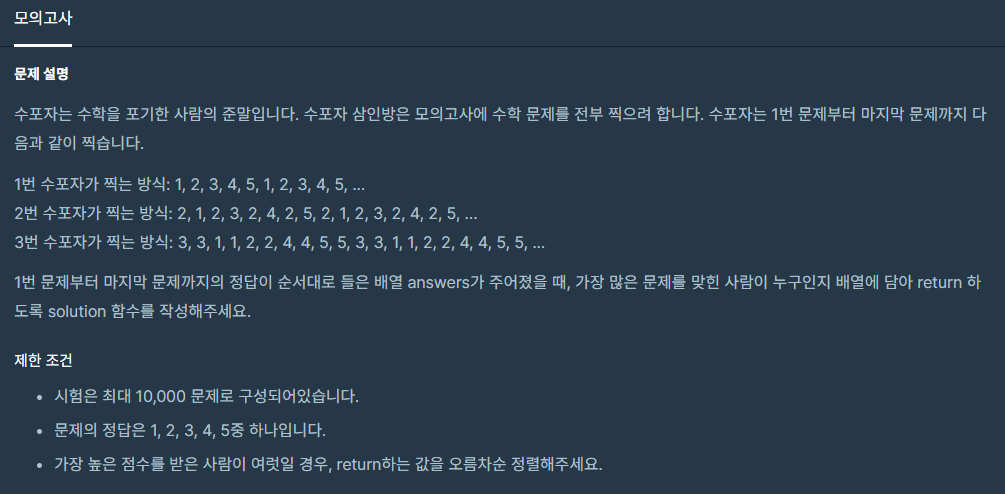 모의고사
문제 설명
수포자는 수학을 포기한 사람의 준말입니다. 수포자 삼인방은 모의고사에 수학 문제를 전부 찍으려 합니다. 수포자는 1번 문제부터 마지막 문제까지 다
음과 같이 찍습니다.
1번 수포자가 찍는 방식: 1, 2, 3, 4, 5, 1, 2, 3, 4, 5, ...
2번 수포자가 찍는 방식: 2, 1, 2, 3, 2, 4, 2, 5, 2, 1, 2, 3, 2, 4, 2, 5, ...
3번 수포자가 찍는 방식: 3, 3, 1, 1, 2, 2, 4, 4, 5, 5, 3, 3, 1, 1, 2, 2, 4, 4, 5, 5, ...
1번 문제부터 마지막 문제까지의 정답이 순서대로 들은 배열 answers가 주어졌을 때, 가장 많은 문제를 맞힌 사람이 누구인지 배열에 담아 return 하
도록 solution 함수를 작성해주세요.
제한 조건
• 시험은 최대 10,000 문제로 구성되어있습니다.
• 문제의 정답은 1, 2, 3, 4, 5중 하나입니다.
• 가장 높은 점수를 받은 사람이 여럿일 경우, return하는 값을 오름차순 정렬해주세요.